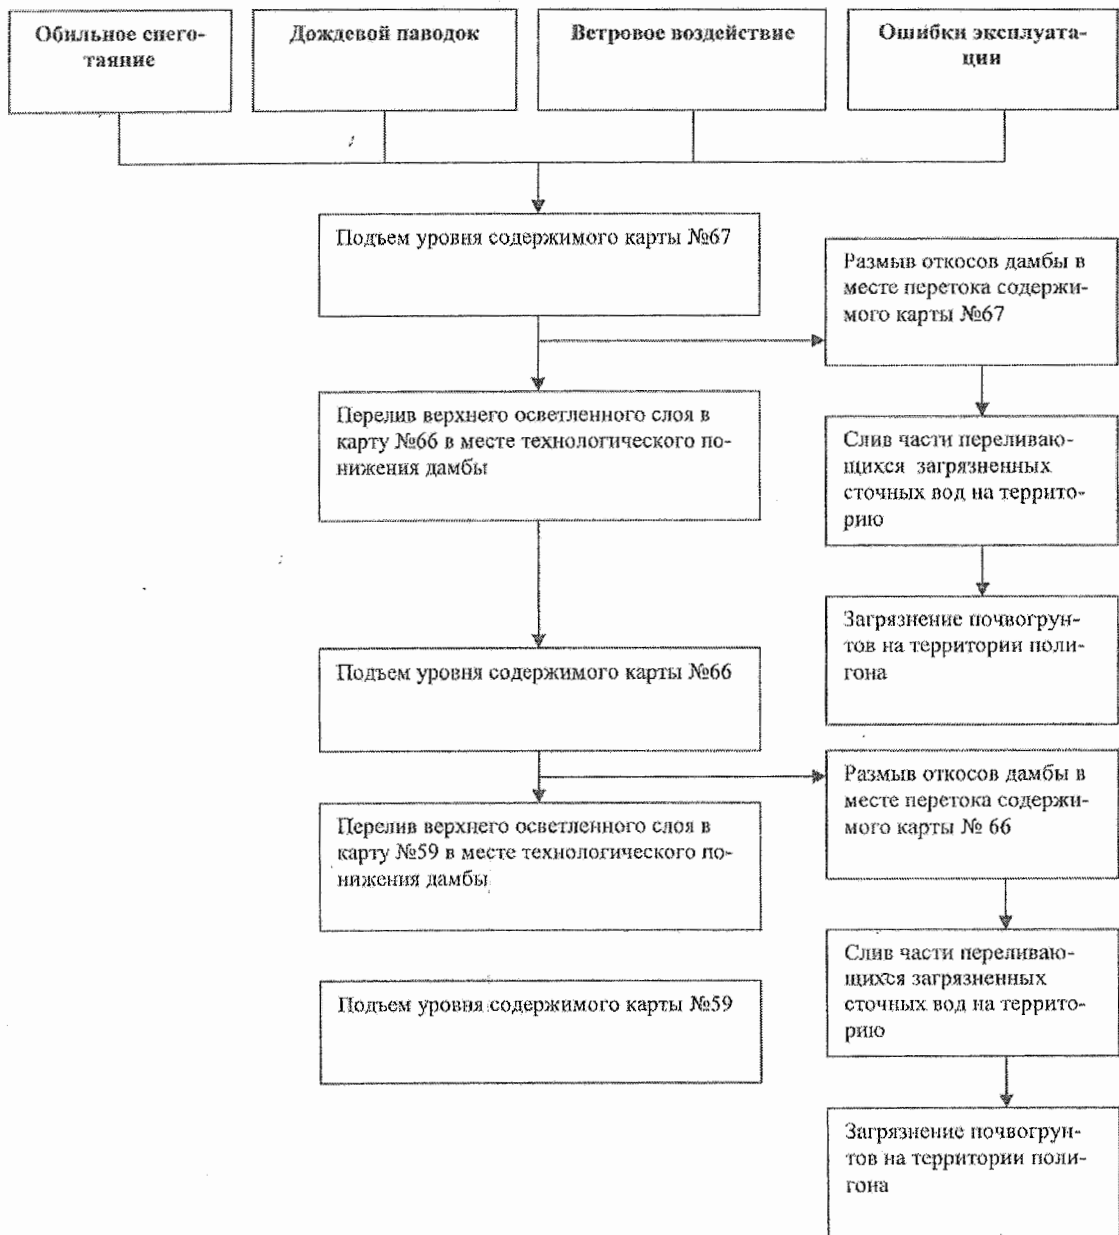 Обильное снего-
таяние
Дождевой паводок
Ветровое воздействие
Ошибки эксплуата-
ции
Подъем уровня содержимого карты №67
Размыв откосов дамбы в
месте перетока содержи-
мого карты №67
Перелив верхнего осветленного слоя в
карту №66 в месте технологического по-
нижения дамбы
Слив части переливаю-
щихся загрязненных
сточных вод на террито-
рию
Загрязнение почвогрун-
тов на территории поли-
гона
Подъем уровня содержимого карты №66
Размыв откосов дамбы в
месте перетока содержи-
мого карты № 66
Перелив верхнего осветленного слоя в
карту №59 в месте технологического по-
нижения дамбы
Слив части переливаю-
щихся загрязненных
сточных вод на террито-
рию
Подъем уровня содержимого карты №59
Загрязнение почвогрун-
тов на территории поли-
гона